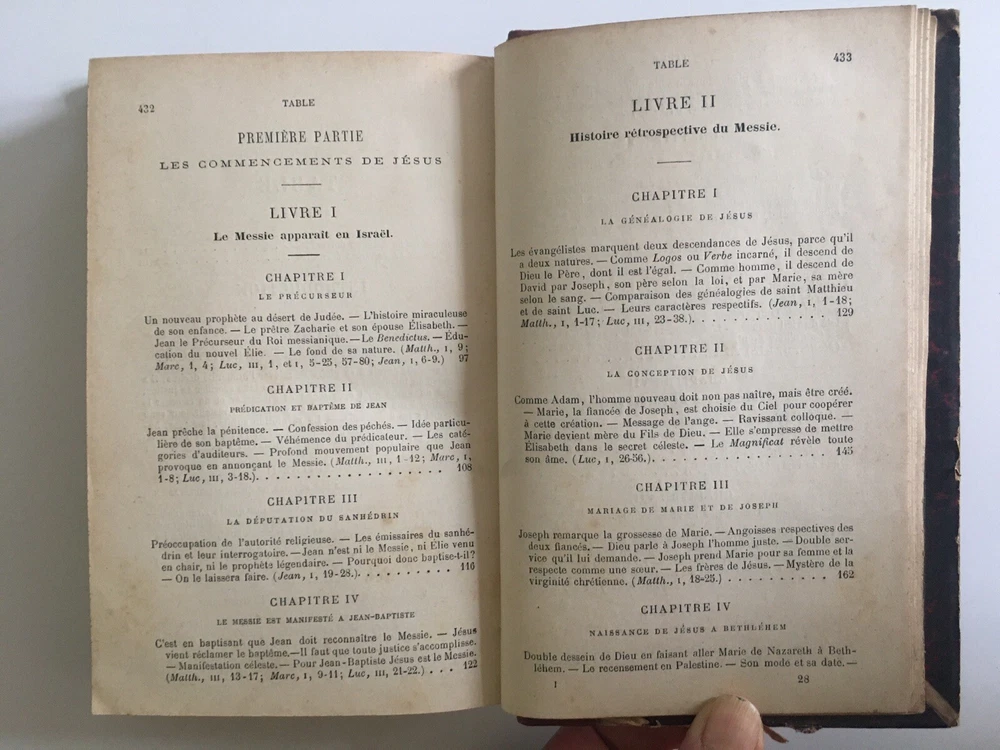 432
TABLE
PREMIÈRE PARTIE
LES COMMENCEMENTS DE JÉSUS
LIVRE I
Le Messie apparaît en Israël.
CHAPITRE I
LE PRÉCURSEUR
Un nouveau prophète au désert de Judée. — L'histoire miraculeuse
de son enfance. — Le prêtre Zacharie et son épouse Élisabeth. —
Jean le Précurseur du Roi messianique. — Le Benedictus. — Édu-
cation du nouvel Élie. — Le fond de sa nature. (Matth., I, 9;
Marc, 1, 4; Luc, III, 1, et I, 5-25, 57-80; Jean, I, 6-9.) 97
CHAPITRE II
PRÉDICATION ET BAPTÊME DE JEAN
Jean prêche la pénitence. — Confession des péchés. — Idée particu-
lière de son baptême. — Véhémence du prédicateur. — Les caté-
gories d'auditeurs. — Profond mouvement populaire que Jean
provoque en annonçant le Messie. (Matth., III, 1-12; Marc, I,
1-8; Luc, III, 3-18.). . . . . . . . . . . . . . . . . . . 108
CHAPITRE III
LA DÉPUTATION DU SANHÉDRIN
Préoccupation de l'autorité religieuse. — Les émissaires du sanhé-
drin et leur interrogatoire. — Jean n'est ni le Messie, ni Élie venu
en chair, ni le prophète légendaire. — Pourquoi donc baptise-t-il?
— On le laissera faire. (Jean, I, 19-28.). . . . . . . . . . 116
CHAPITRE IV
LE MESSIE EST MANIFESTÉ A JEAN-BAPTISTE
C'est en baptisant que Jean doit reconnaître le Messie. — Jésus
vient réclamer le baptême. — Il faut que toute justice s'accomplisse.
— Manifestation céleste. — Pour Jean-Baptiste Jésus est le Messie.
(Matth., III, 13-17; Marc, I, 9-11; Luc, III, 21-22.) . . . 122
TABLE
433
LIVRE II
Histoire rétrospective du Messie.
CHAPITRE I
LA GÉNÉALOGIE DE JÉSUS
Les évangélistes marquent deux descendances de Jésus, parce qu'il
a deux natures. — Comme Logos ou Verbe incarné, il descend de
Dieu le Père, dont il est l'égal. — Comme homme, il descend de
David par Joseph, son père selon la loi, et par Marie, sa mère
selon le sang. — Comparaison des généalogies de saint Matthieu
et de saint Luc. — Leurs caractères respectifs. (Jean, I, 1-18;
Matth., I, 1-17; Luc, III, 23-38.). . . . . . . . . . . . . 129
CHAPITRE II
LA CONCEPTION DE JÉSUS
Comme Adam, l'homme nouveau doit non pas naître, mais être créé.
— Marie, la fiancée de Joseph, est choisie du Ciel pour coopérer
à cette création. — Message de l'ange. — Ravissant colloque. —
Marie devient mère du Fils de Dieu. — Elle s'empresse de mettre
Élisabeth dans le secret céleste. — Le Magnificat révèle toute
son âme. (Luc, I, 26-56.). . . . . . . . . . . . . . . . . 145
CHAPITRE III
MARIAGE DE MARIE ET DE JOSEPH
Joseph remarque la grossesse de Marie. — Angoisses respectives des
deux fiancés. — Dieu parle à Joseph l'homme juste. — Double ser-
vice qu'il lui demande. — Joseph prend Marie pour sa femme et la
respecte comme une sœur. — Les frères de Jésus. — Mystère de la
virginité chrétienne. (Matth., I, 18-25.) . . . . . . . . . . 162
CHAPITRE IV
NAISSANCE DE JÉSUS A BETHLÉHEM
Double dessein de Dieu en faisant aller Marie de Nazareth à Beth-
léhem. — Le recensement en Palestine. — Son mode et sa date. —
I 28